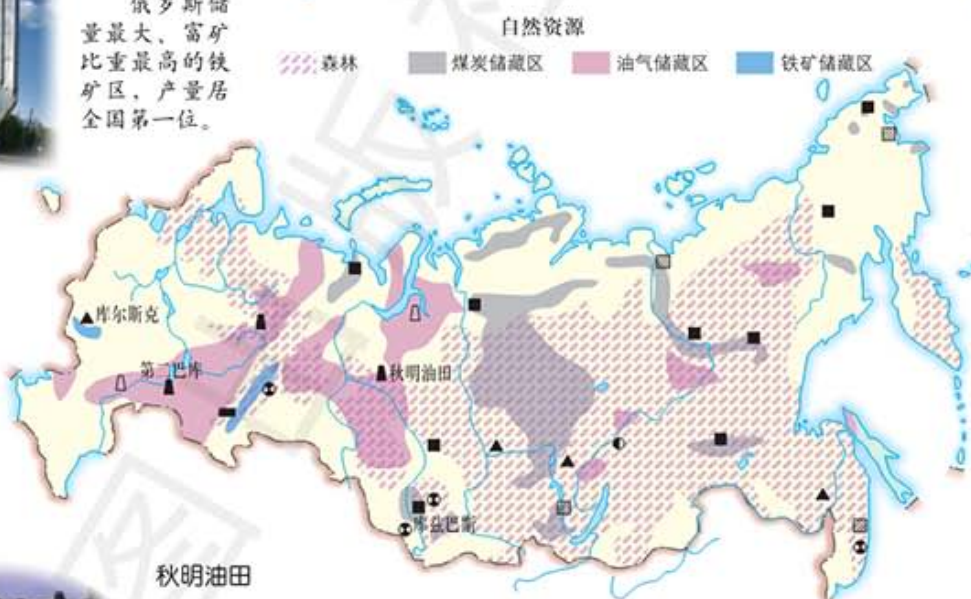 俄罗斯储
量最大、富矿
比重最高的铁
矿区、产量居
全国第一位。
自然资源
森林 煤炭储藏区 油气储藏区 铁矿储藏区
库尔斯克
第二巴库
秋明油田
库兹巴斯
秋明油田